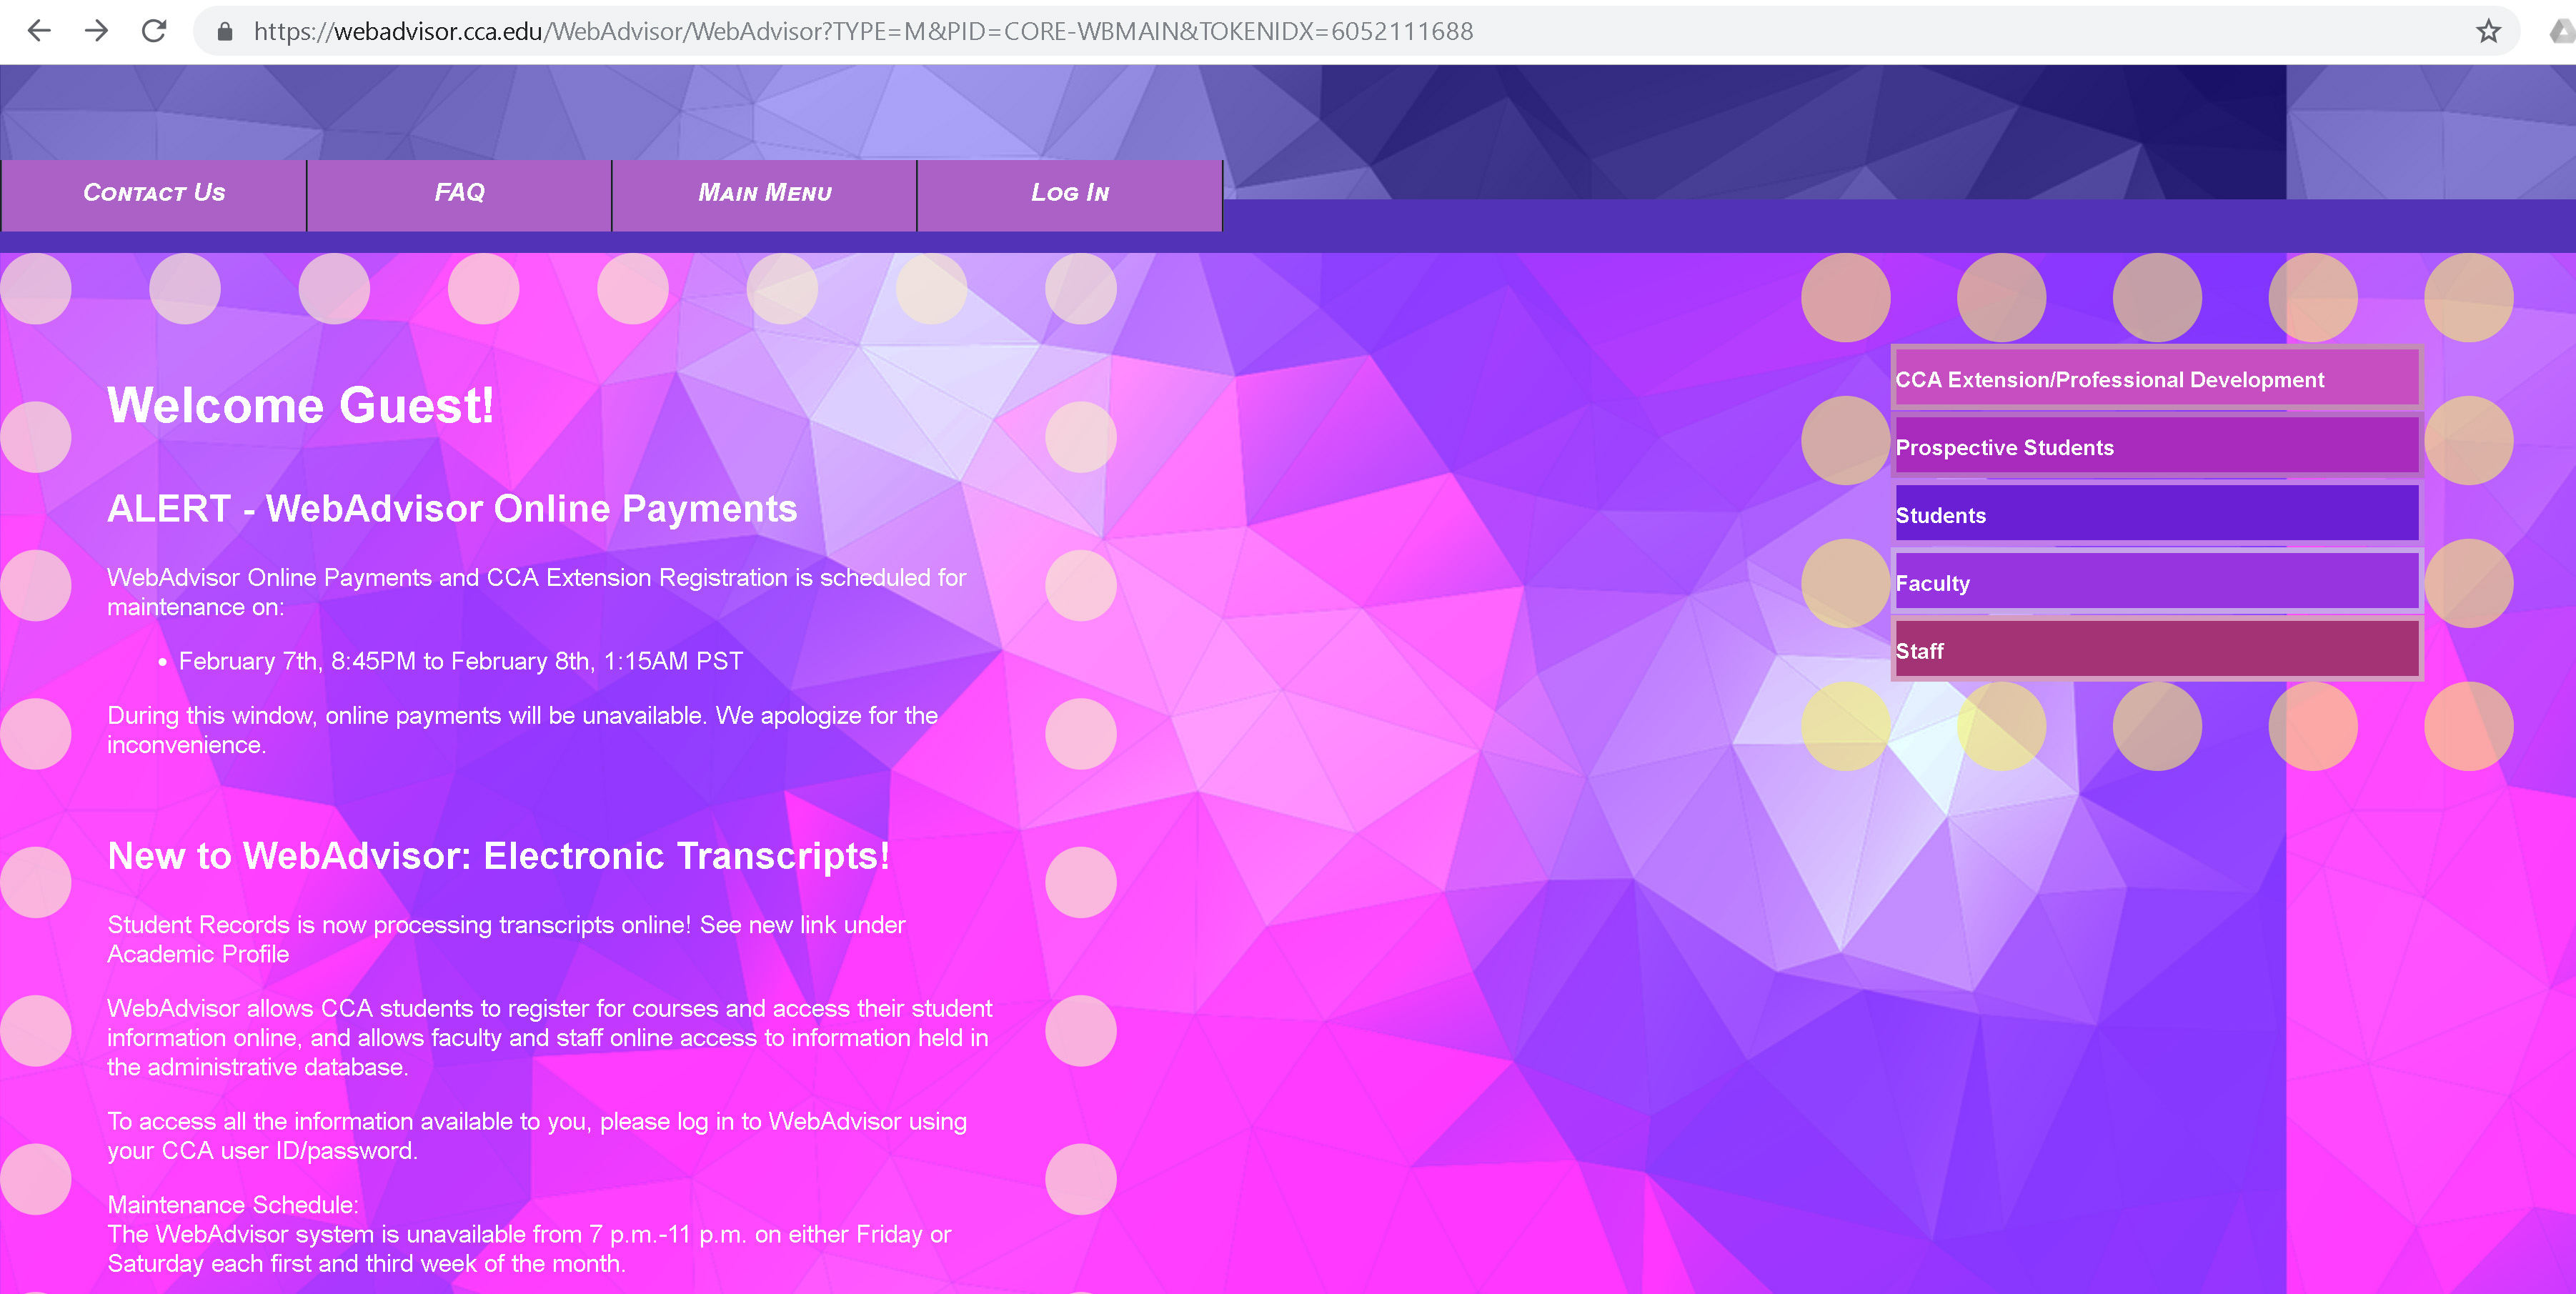 https://webadvisor.cca.edu/WebAdvisor/WebAdvisor?TYPE=M&PID=CORE-WBMAIN&TOKENIDX=6052111688
Contact Us
FAQ
Main Menu
Log In
Welcome Guest!
ALERT - WebAdvisor Online Payments
WebAdvisor Online Payments and CCA Extension Registration is scheduled for
maintenance on:
• February 7th, 8:45PM to February 8th, 1:15AM PST
During this window, online payments will be unavailable. We apologize for the
inconvenience.
New to WebAdvisor: Electronic Transcripts!
Student Records is now processing transcripts online! See new link under
Academic Profile
WebAdvisor allows CCA students to register for courses and access their student
information online, and allows faculty and staff online access to information held in
the administrative database.
To access all the information available to you, please log in to WebAdvisor using
your CCA user ID/password.
Maintenance Schedule:
The WebAdvisor system is unavailable from 7 p.m.-11 p.m. on either Friday or
Saturday each first and third week of the month.
CCA Extension/Professional Development
Prospective Students
Students
Faculty
Staff